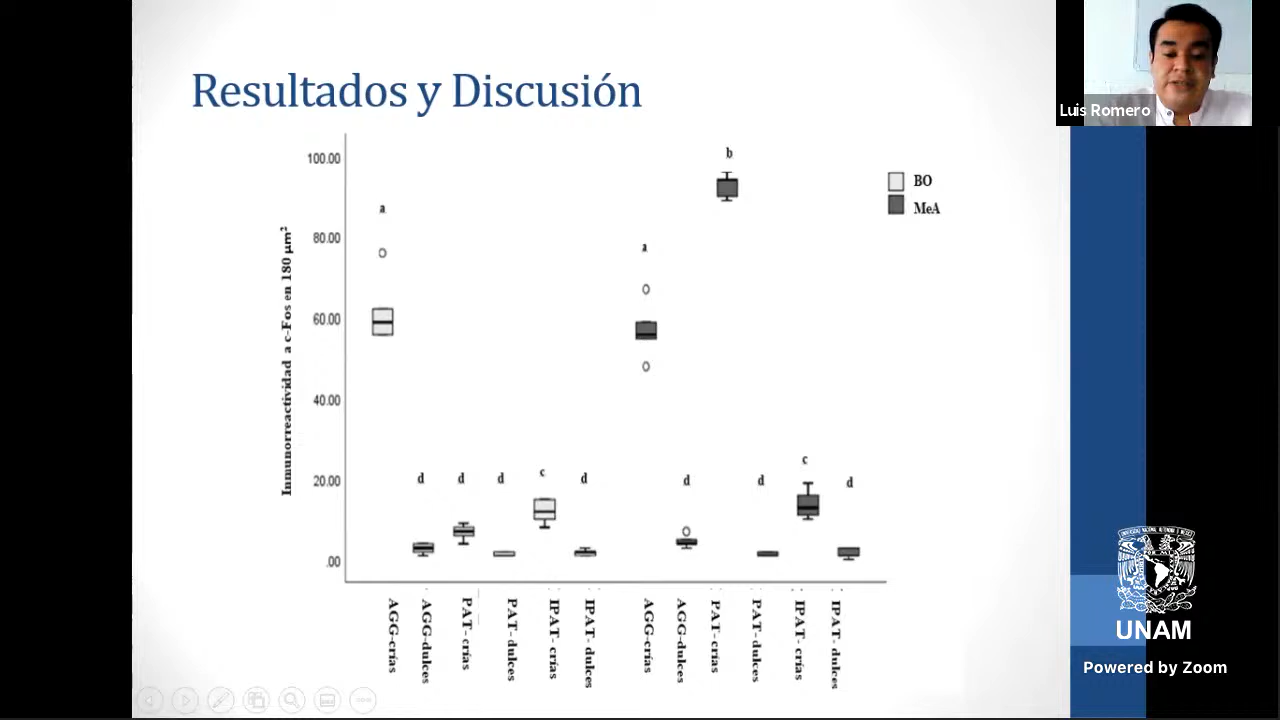 Resultados y Discusión
Luis Romero
BO
MeA
Inmunorreactividad a c-Fos en 180 µm²
100.00
80.00
60.00
40.00
20.00
.00
a
d
d
d
c
d
a
d
b
d
c
d
AGG-crías
AGG-dulces
PAT- crías
PAT- dulces
IPAT- crías
IPAT- dulces
AGG-crías
AGG-dulces
PAT- crías
PAT- dulces
IPAT- crías
IPAT- dulces
UNAM
Powered by Zoom